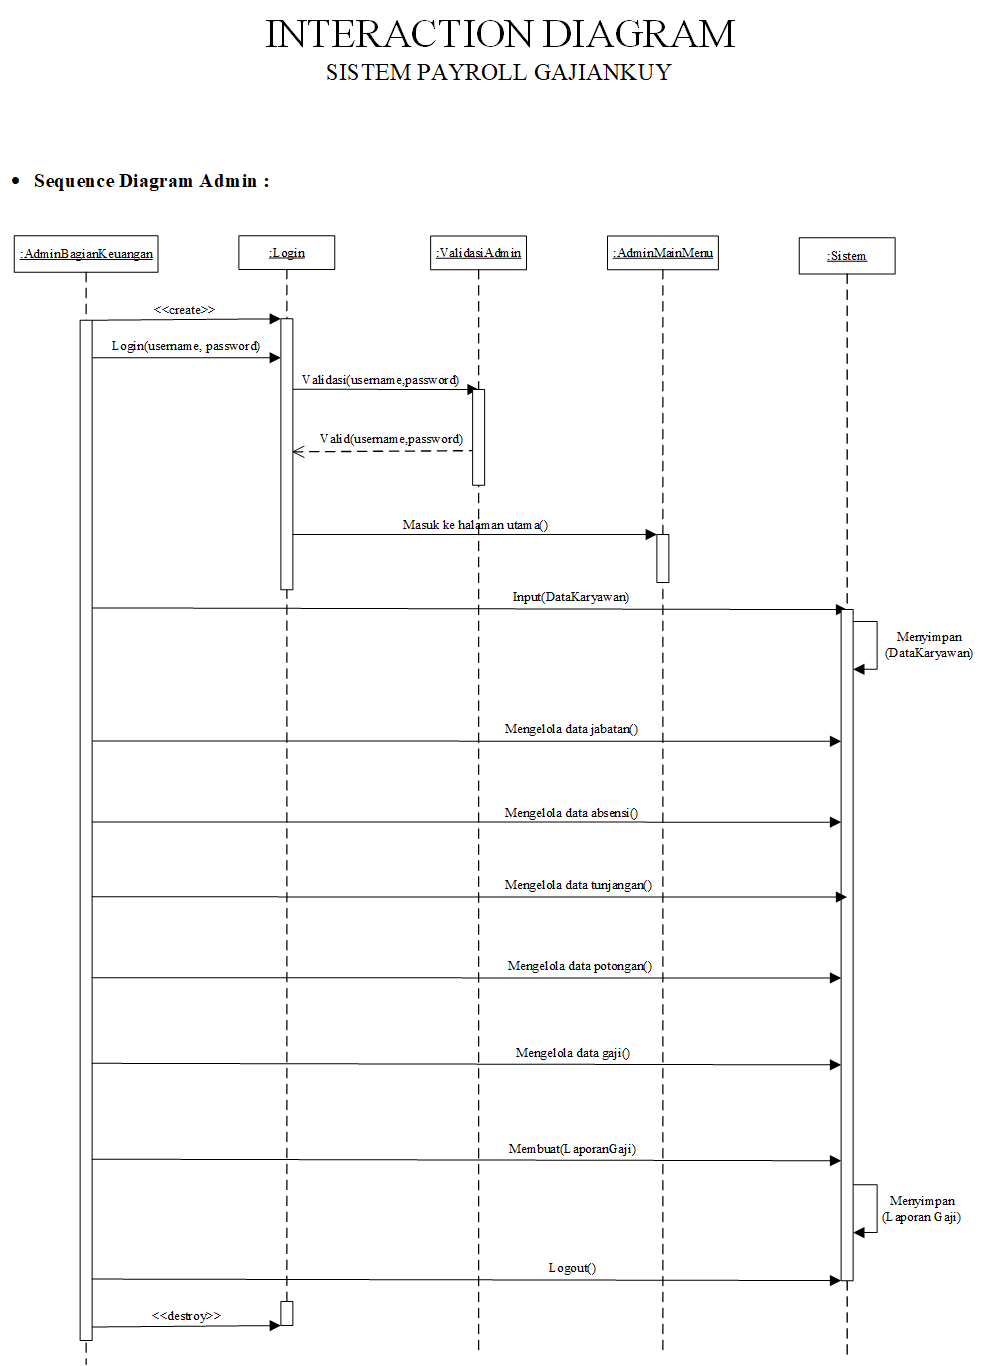 INTERACTION DIAGRAM
SISTEM PAYROLL GAJIANKUY
• Sequence Diagram Admin :
:AdminBagianKeuangan
:Login
:ValidasiAdmin
:AdminMainMenu
:Sistem
<<create>>
Login(username, password)
Validasi(username,password)
Valid(username,password)
Masuk ke halaman utama()
Input(DataKaryawan)
Menyimpan
(DataKaryawan)
Mengelola data jabatan()
Mengelola data absensi()
Mengelola data tunjangan()
Mengelola data potongan()
Mengelola data gaji()
Membuat(LaporanGaji)
Menyimpan
(Laporan Gaji)
Logout()
<<destroy>>